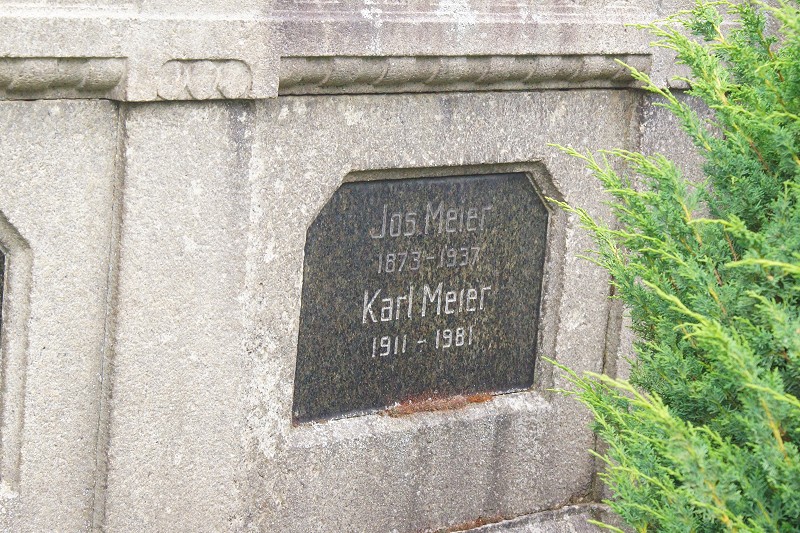 Jos. Meier
1873-1937
Karl Meier
1911 - 1981